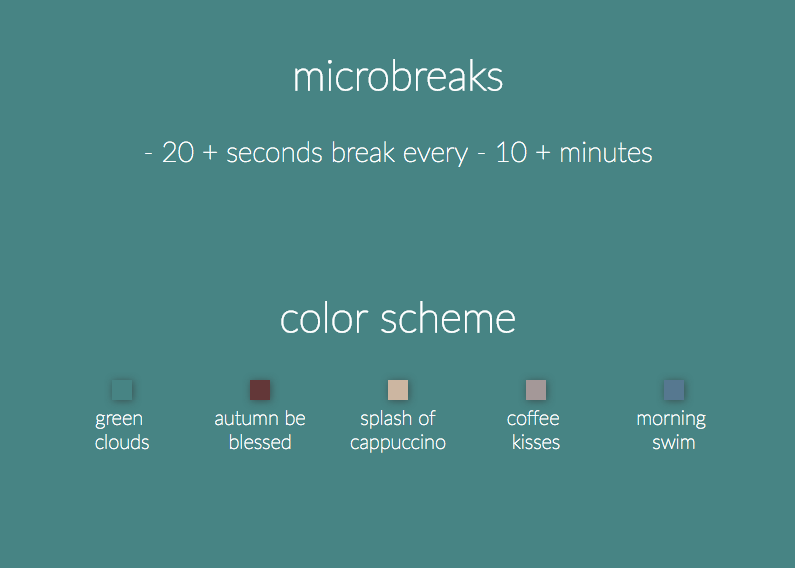 microbreaks
- 20 + seconds break every - 10 + minutes
color scheme
green clouds
autumn be blessed
splash of cappuccino
coffee kisses
morning swim